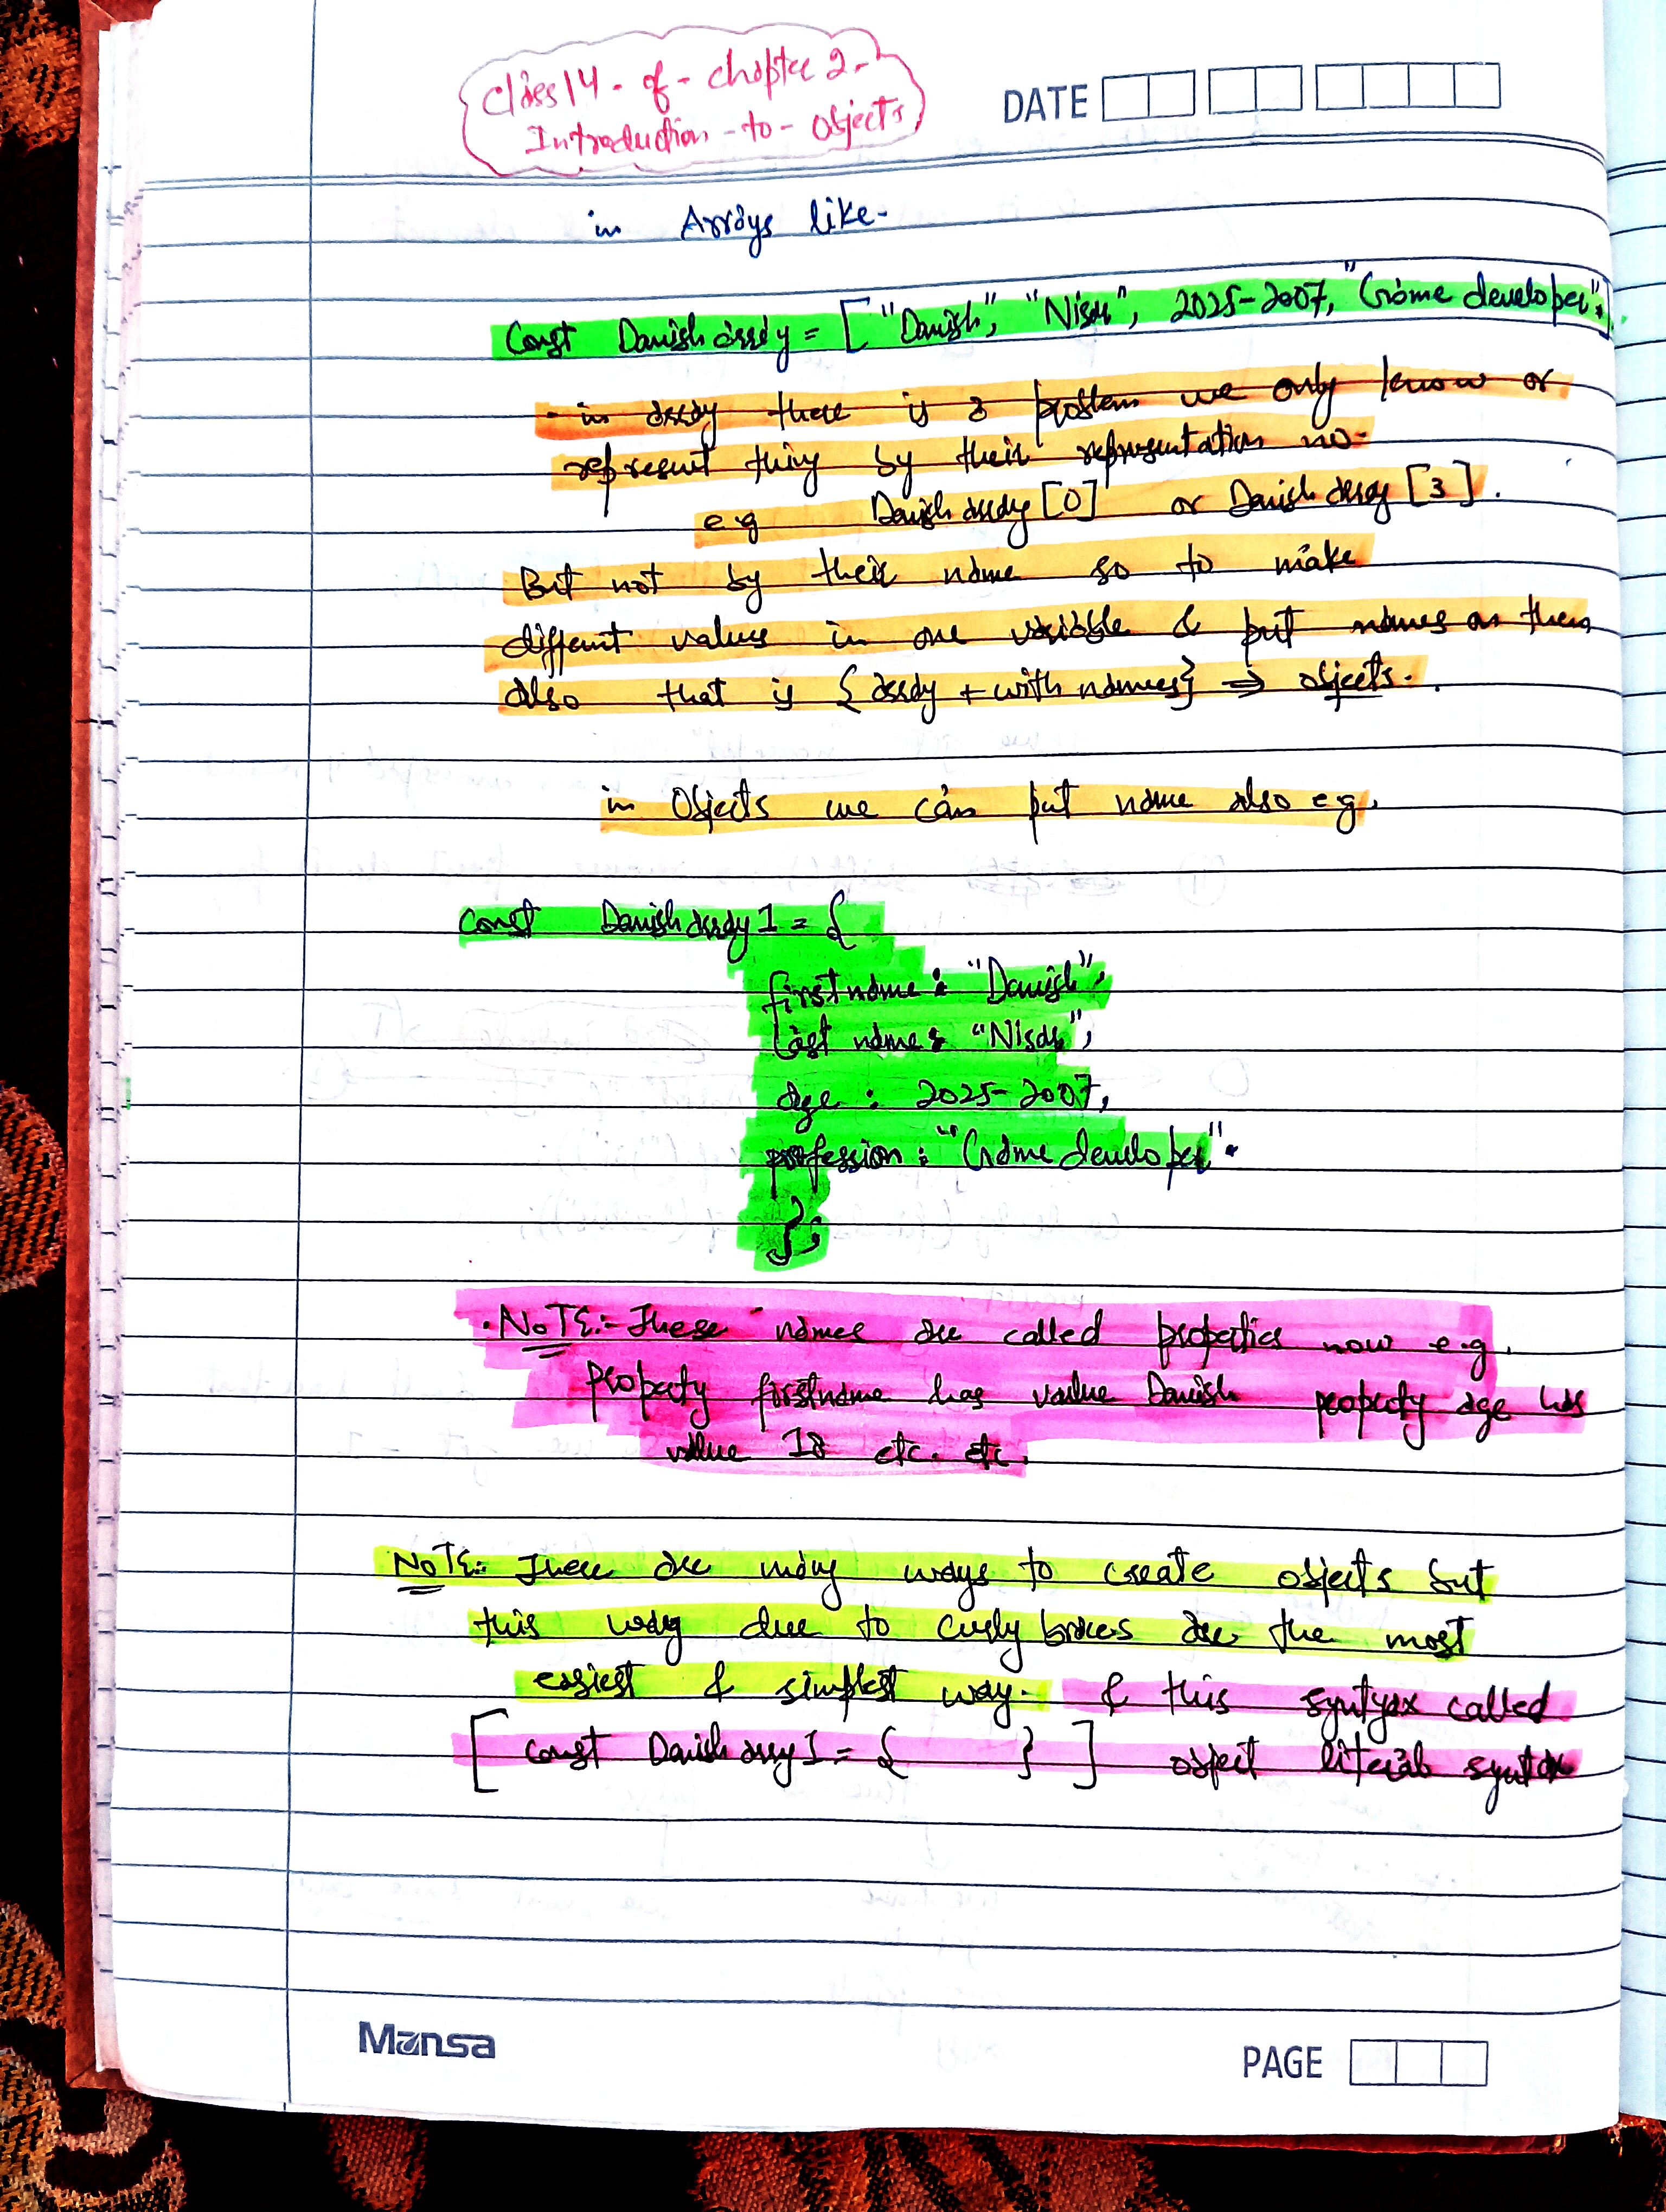 Class 14 - of - chapter 2 -
Introduction - to - Objects
DATE
in Arrays like -
Const Danish array = ["Danish", "Nisar", 2025-2007, "Game developer".]
- in array there is a problem we only know or
represent thing by their representation no-
e.g Danish array [0] or Danish array [3].
But not by their name so to make
different values in one variable & put names on them
also that is {array + with names} → objects.
in Objects we can put name also e.g,
Const Danish array 1 = {
first name : "Danish",
last name : "Nisar",
age : 2025-2007,
profession : "Game developer".
};
. NOTE:- These names are called properties now e.g.
Property firstname has value Danish property age has
value 18 etc. etc.
NOTE:- There are many ways to create objects but
this way due to curly braces are the most
easiest & simplest way. & this syntyax called
[ const Danish array 1 = { } ] object literal syntax
Mansa
PAGE